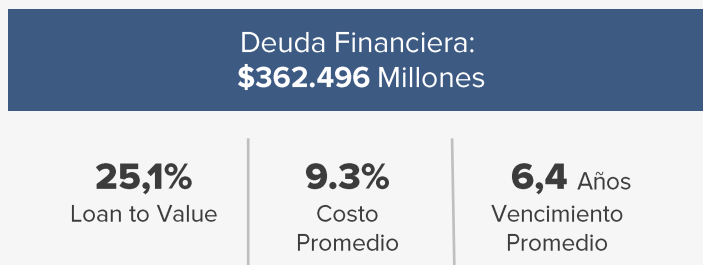 Deuda Financiera:
$362.496 Millones
25,1%
Loan to Value
9.3%
Costo
Promedio
6,4 Años
Vencimiento
Promedio